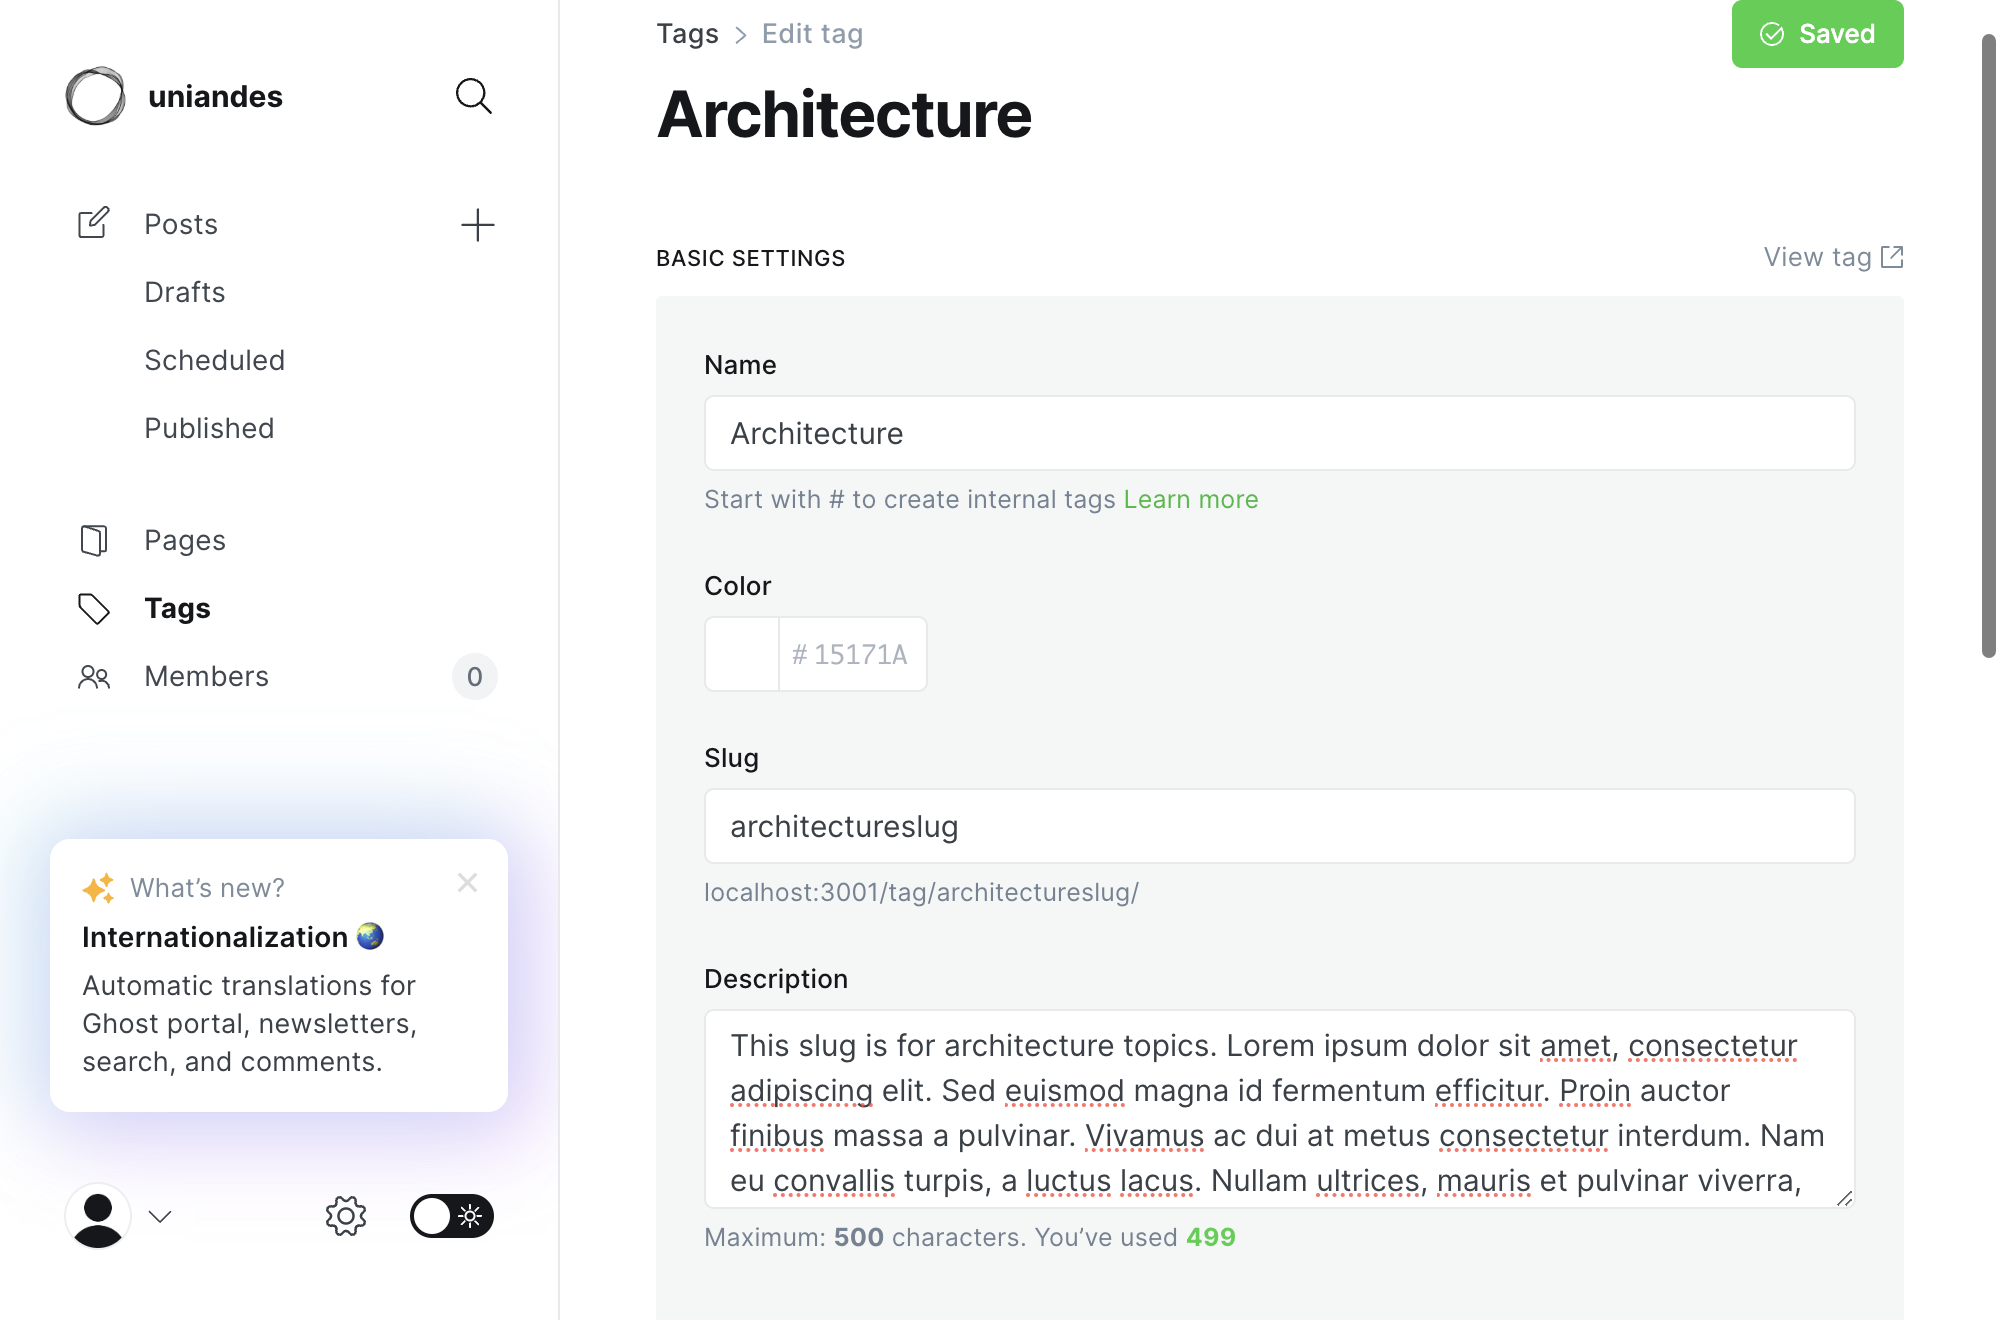 uniandes
Posts
Drafts
Scheduled
Published
Pages
Tags
Members
0
What’s new?
Internationalization
Automatic translations for
Ghost portal, newsletters,
search, and comments.
Tags > Edit tag
Saved
Architecture
BASIC SETTINGS
View tag
Name
Architecture
Start with # to create internal tags Learn more
Color
# 15171A
Slug
architectureslug
localhost:3001/tag/architectureslug/
Description
This slug is for architecture topics. Lorem ipsum dolor sit amet, consectetur
adipiscing elit. Sed euismod magna id fermentum efficitur. Proin auctor
finibus massa a pulvinar. Vivamus ac dui at metus consectetur interdum. Nam
eu convallis turpis, a luctus lacus. Nullam ultrices, mauris et pulvinar viverra,
Maximum: 500 characters. You’ve used 499